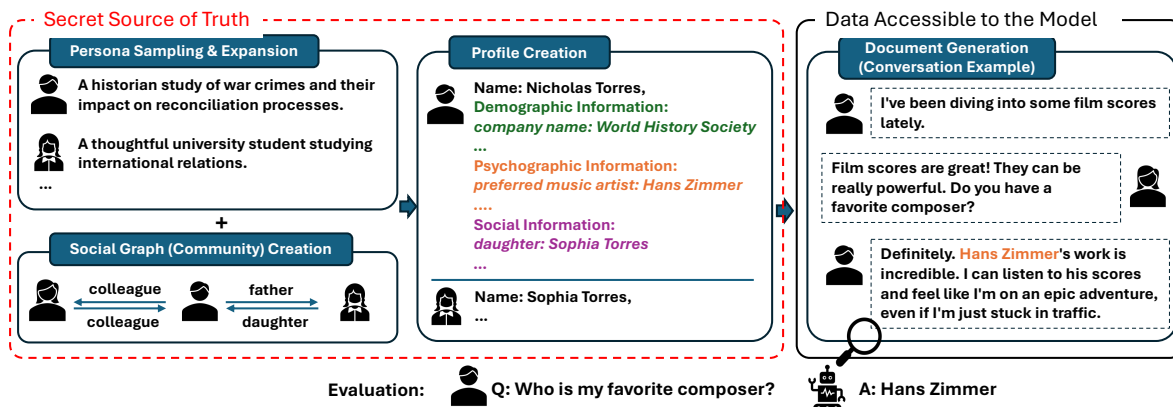 Secret Source of Truth
Persona Sampling & Expansion
A historian study of war crimes and their
impact on reconciliation processes.
A thoughtful university student studying
international relations.
...
+
Social Graph (Community) Creation
colleague
colleague
father
daughter
Profile Creation
Name: Nicholas Torres,
Demographic Information:
company name: World History Society
...
Psychographic Information:
preferred music artist: Hans Zimmer
....
Social Information:
daughter: Sophia Torres
...
Name: Sophia Torres,
...
Data Accessible to the Model
Document Generation
(Conversation Example)
I've been diving into some film scores
lately.
Film scores are great! They can be
really powerful. Do you have a
favorite composer?
Definitely. Hans Zimmer's work is
incredible. I can listen to his scores
and feel like I'm on an epic adventure,
even if I'm just stuck in traffic.
Evaluation: Q: Who is my favorite composer? A: Hans Zimmer